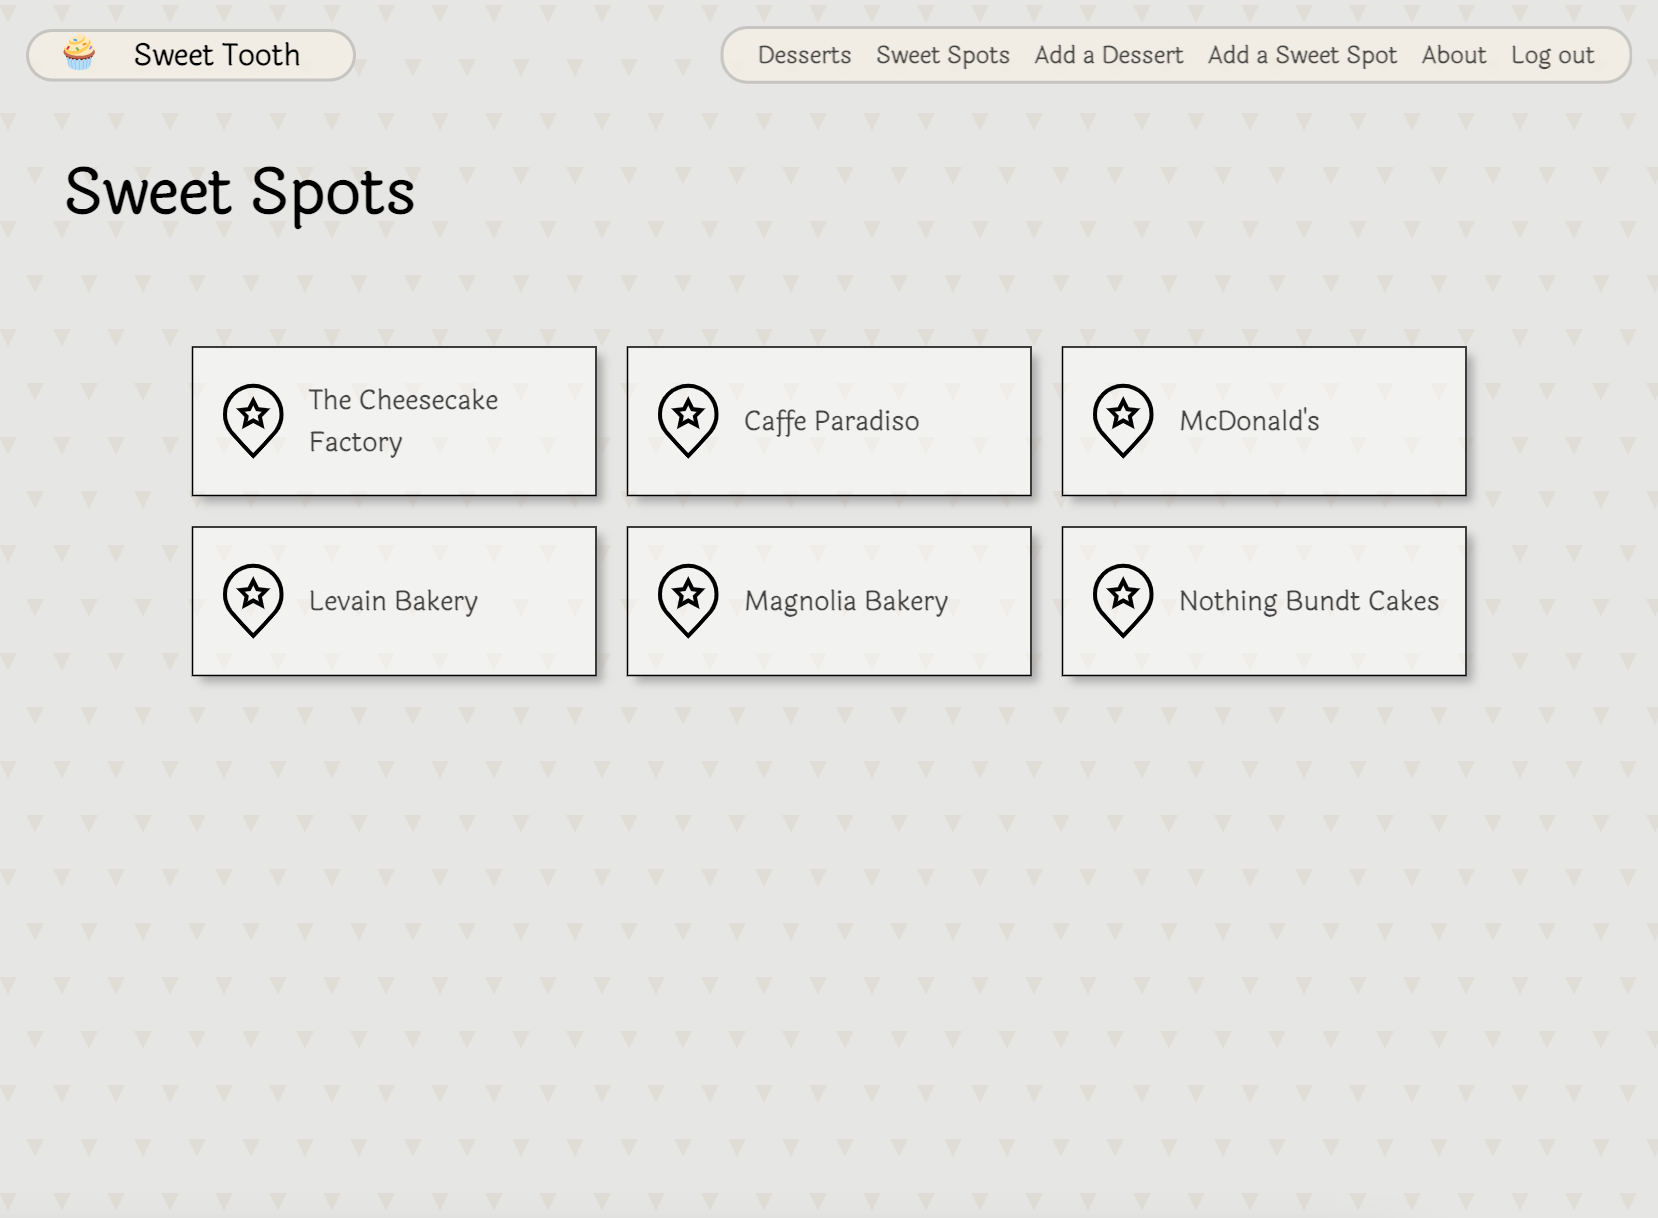 Sweet Tooth
Desserts Sweet Spots Add a Dessert Add a Sweet Spot About Log out
Sweet Spots
The Cheesecake
Factory
Caffe Paradiso
McDonald's
Levain Bakery
Magnolia Bakery
Nothing Bundt Cakes